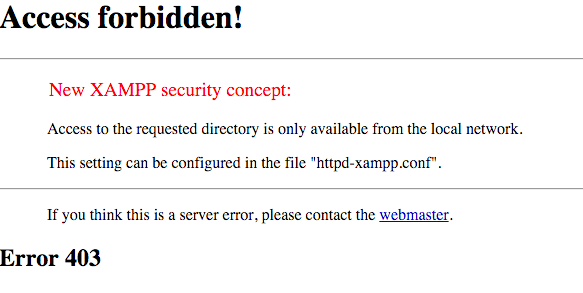 Access forbidden!
New XAMPP security concept:
Access to the requested directory is only available from the local network.
This setting can be configured in the file "httpd-xampp.conf".
If you think this is a server error, please contact the webmaster.
Error 403